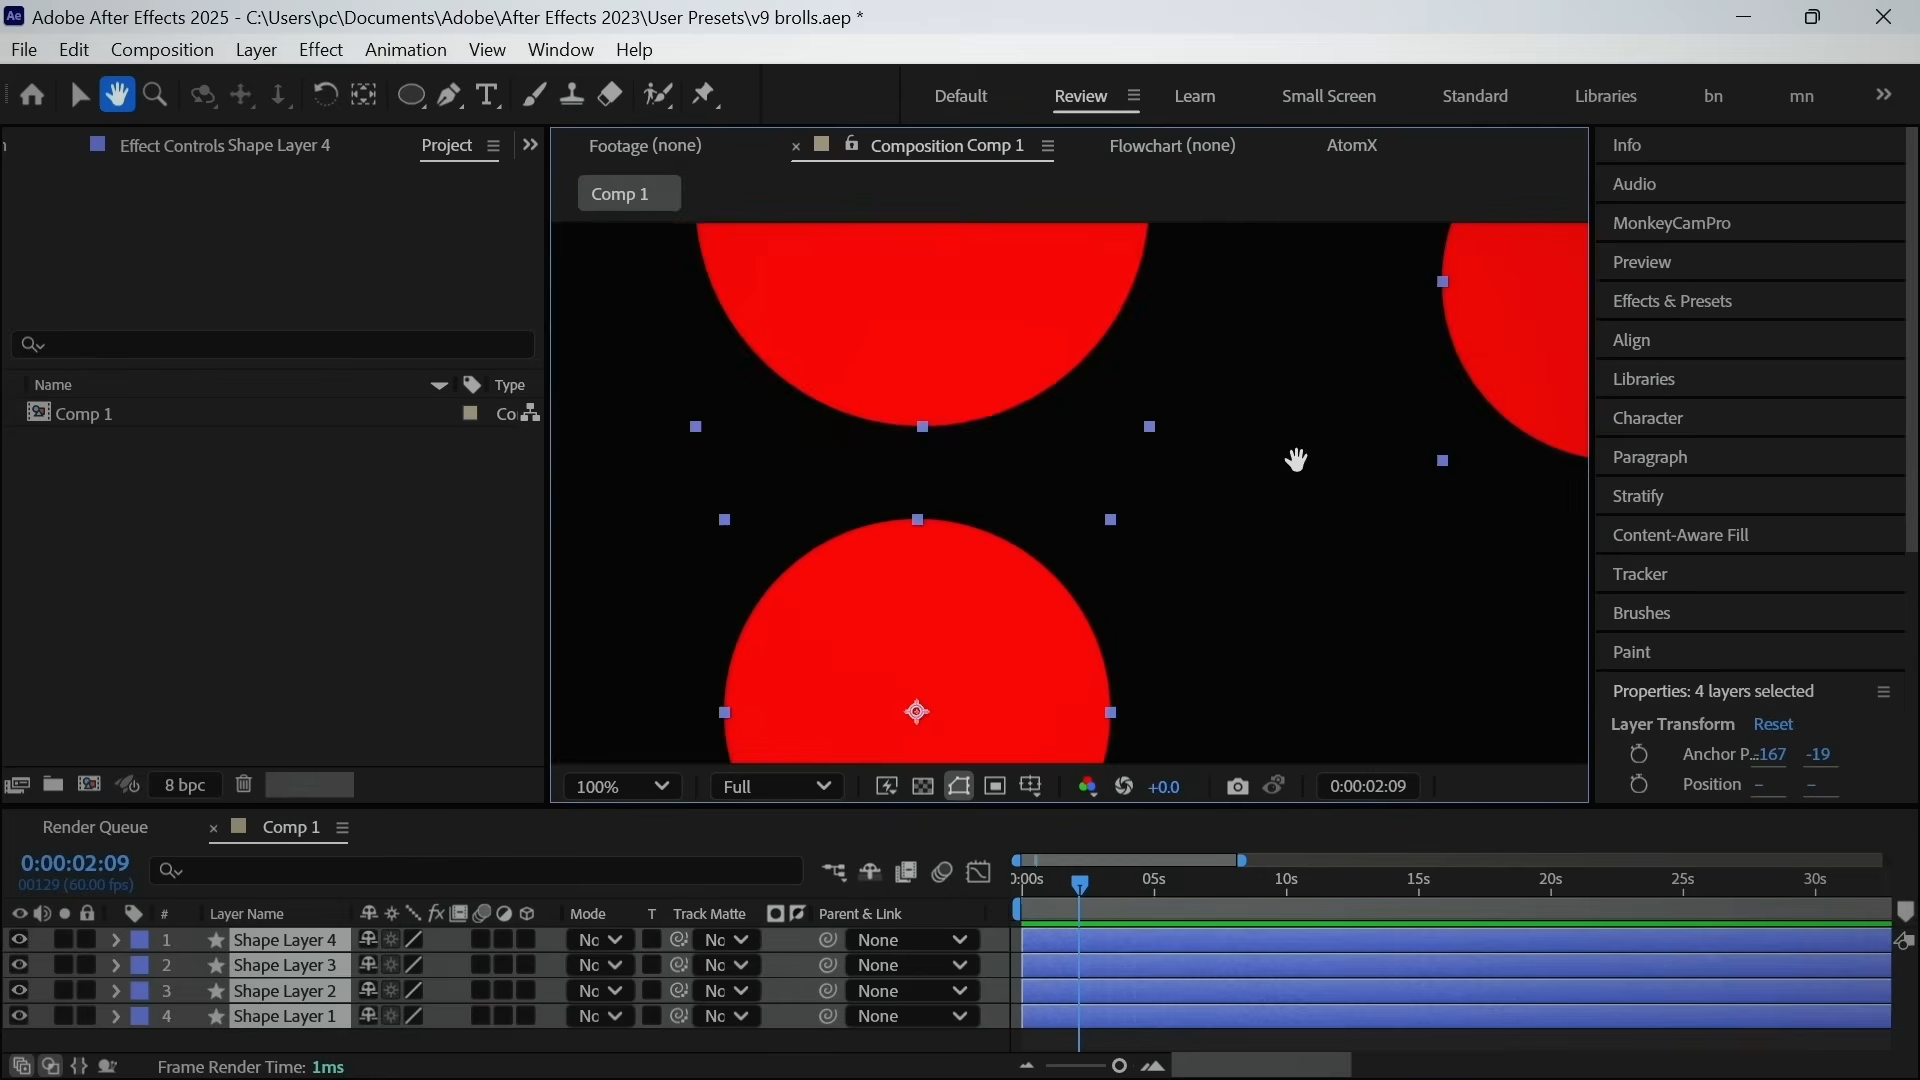 Adobe After Effects 2025 - C:\Users\pc\Documents\Adobe\After Effects 2023\User Presets\v9 brolls.aep *
File Edit Composition Layer Effect Animation View Window Help
Default Review Learn Small Screen Standard Libraries bn mn
Effect Controls Shape Layer 4 Project
Footage (none) Composition Comp 1 Flowchart (none) AtomX
Comp 1
Name Type
Comp 1 Co
Info
Audio
MonkeyCamPro
Preview
Effects & Presets
Align
Libraries
Character
Paragraph
Stratify
Content-Aware Fill
Tracker
Brushes
Paint
Properties: 4 layers selected
Layer Transform Reset
Anchor P... -167 -19
Position – –
8 bpc
100% Full +0.0 0:00:02:09
Render Queue Comp 1
0:00:02:09
00129 (60.00 fps)
0:00s 05s 10s 15s 20s 25s 30s
# Layer Name Mode T Track Matte Parent & Link
1 Shape Layer 4 No No None
2 Shape Layer 3 No No None
3 Shape Layer 2 No No None
4 Shape Layer 1 No No None
Frame Render Time: 1ms